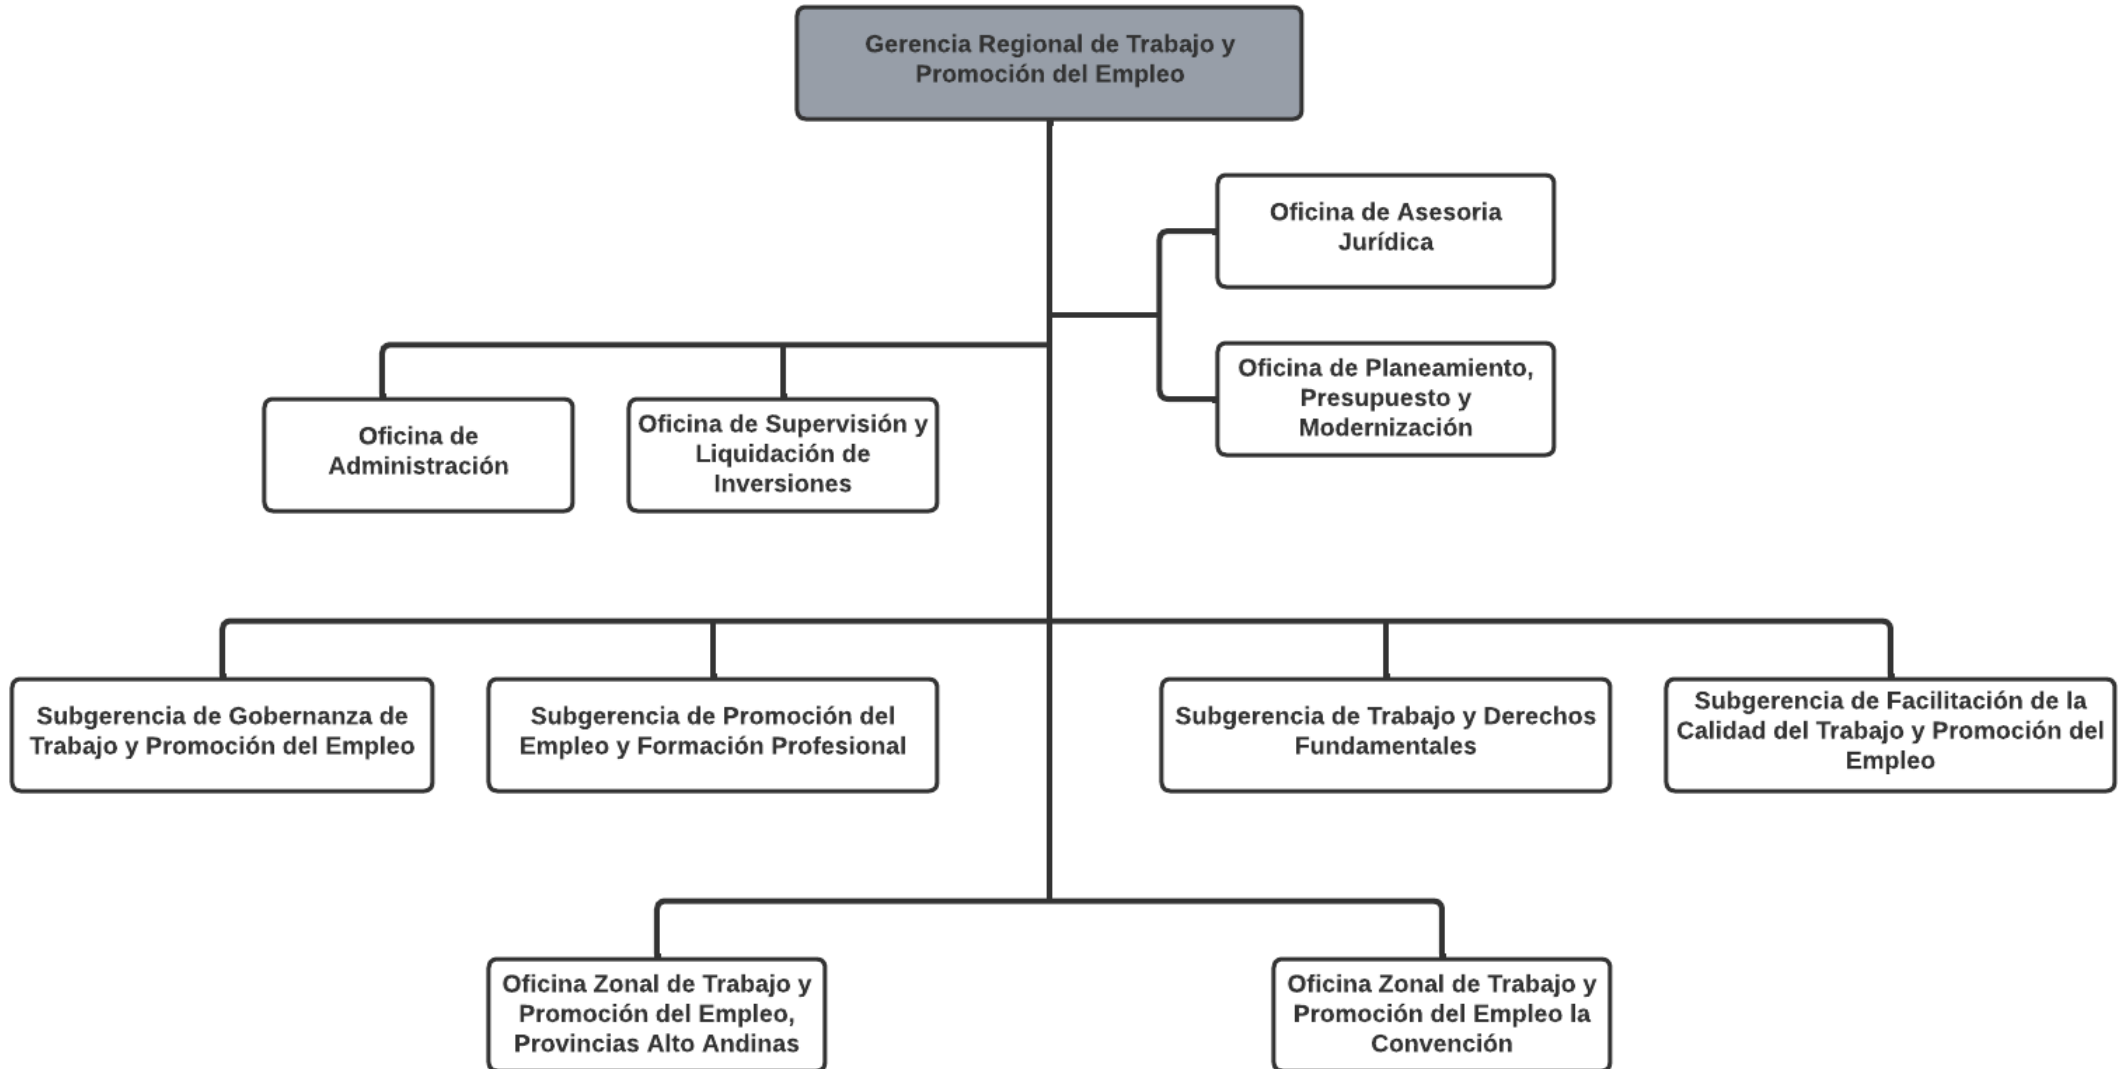 Gerencia Regional de Trabajo y
Promoción del Empleo
Oficina de Asesoria
Jurídica
Oficina de Planeamiento,
Presupuesto y
Modernización
Oficina de
Administración
Oficina de Supervisión y
Liquidación de
Inversiones
Subgerencia de Gobernanza de
Trabajo y Promoción del Empleo
Subgerencia de Promoción del
Empleo y Formación Profesional
Subgerencia de Trabajo y Derechos
Fundamentales
Subgerencia de Facilitación de la
Calidad del Trabajo y Promoción del
Empleo
Oficina Zonal de Trabajo y
Promoción del Empleo,
Provincias Alto Andinas
Oficina Zonal de Trabajo y
Promoción del Empleo la
Convención